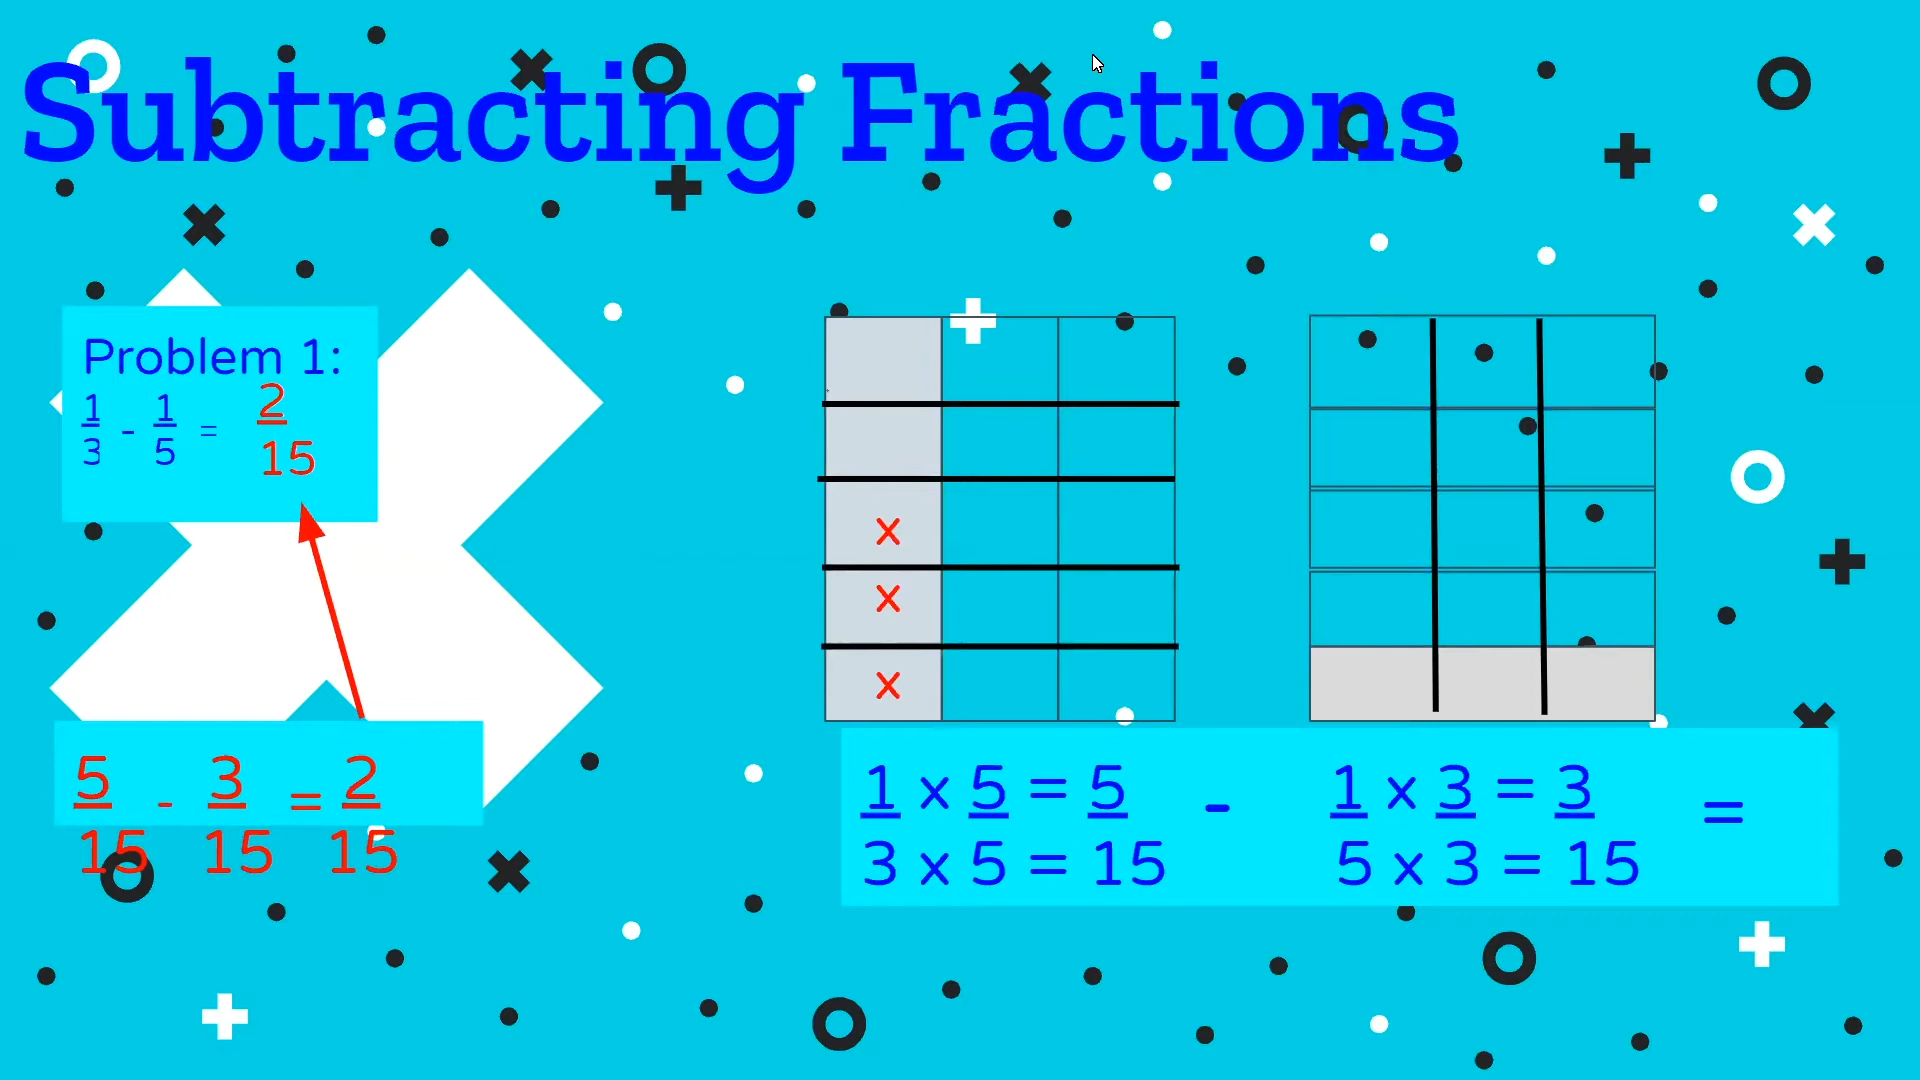 Subtracting Fractions
Problem 1:
1 - 1 = 2
3 5 15
x
x
x
5 - 3 = 2
15 15 15
1 x 5 = 5 - 1 x 3 = 3 =
3 x 5 = 15 5 x 3 = 15